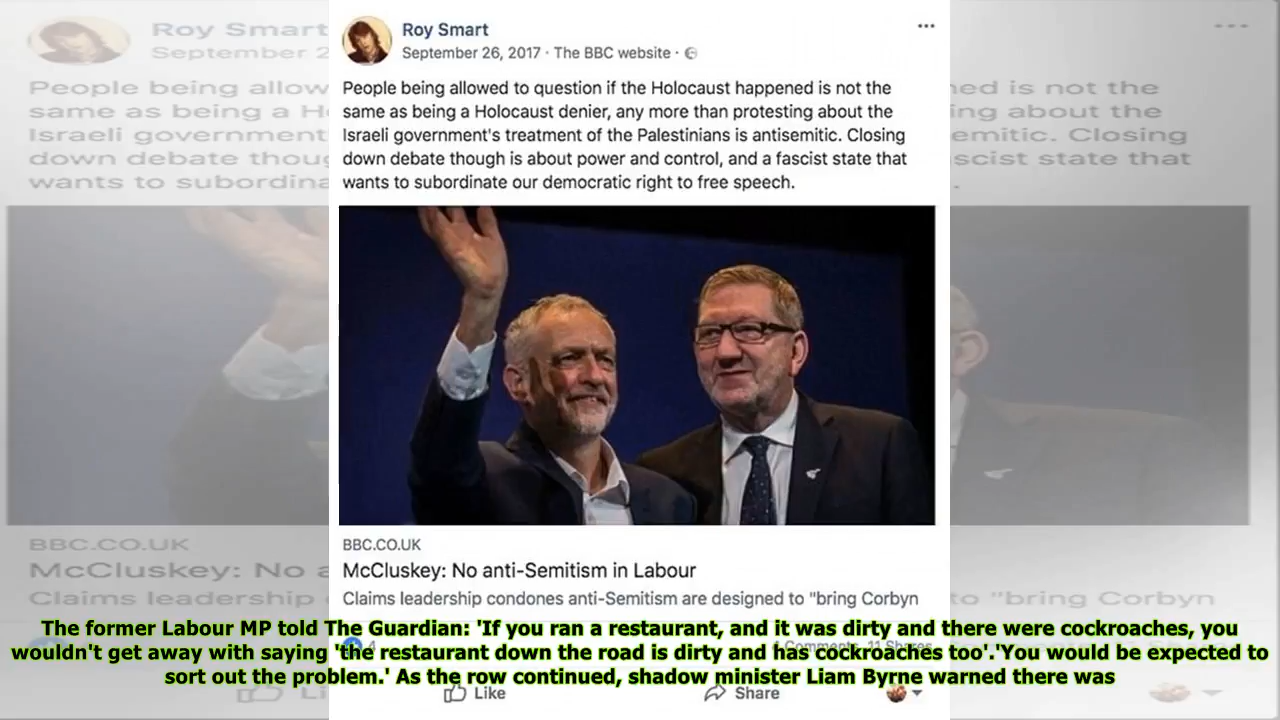 Roy Smart
September 26, 2017 · The BBC website ·
People being allowed to question if the Holocaust happened is not the
same as being a Holocaust denier, any more than protesting about the
Israeli government's treatment of the Palestinians is antisemitic. Closing
down debate though is about power and control, and a fascist state that
wants to subordinate our democratic right to free speech.
BBC.CO.UK
McCluskey: No anti-Semitism in Labour
Claims leadership condones anti-Semitism are designed to "bring Corbyn
The former Labour MP told The Guardian: 'If you ran a restaurant, and it was dirty and there were cockroaches, you
wouldn't get away with saying 'the restaurant down the road is dirty and has cockroaches too'.'You would be expected to
sort out the problem.' As the row continued, shadow minister Liam Byrne warned there was
Like
Share